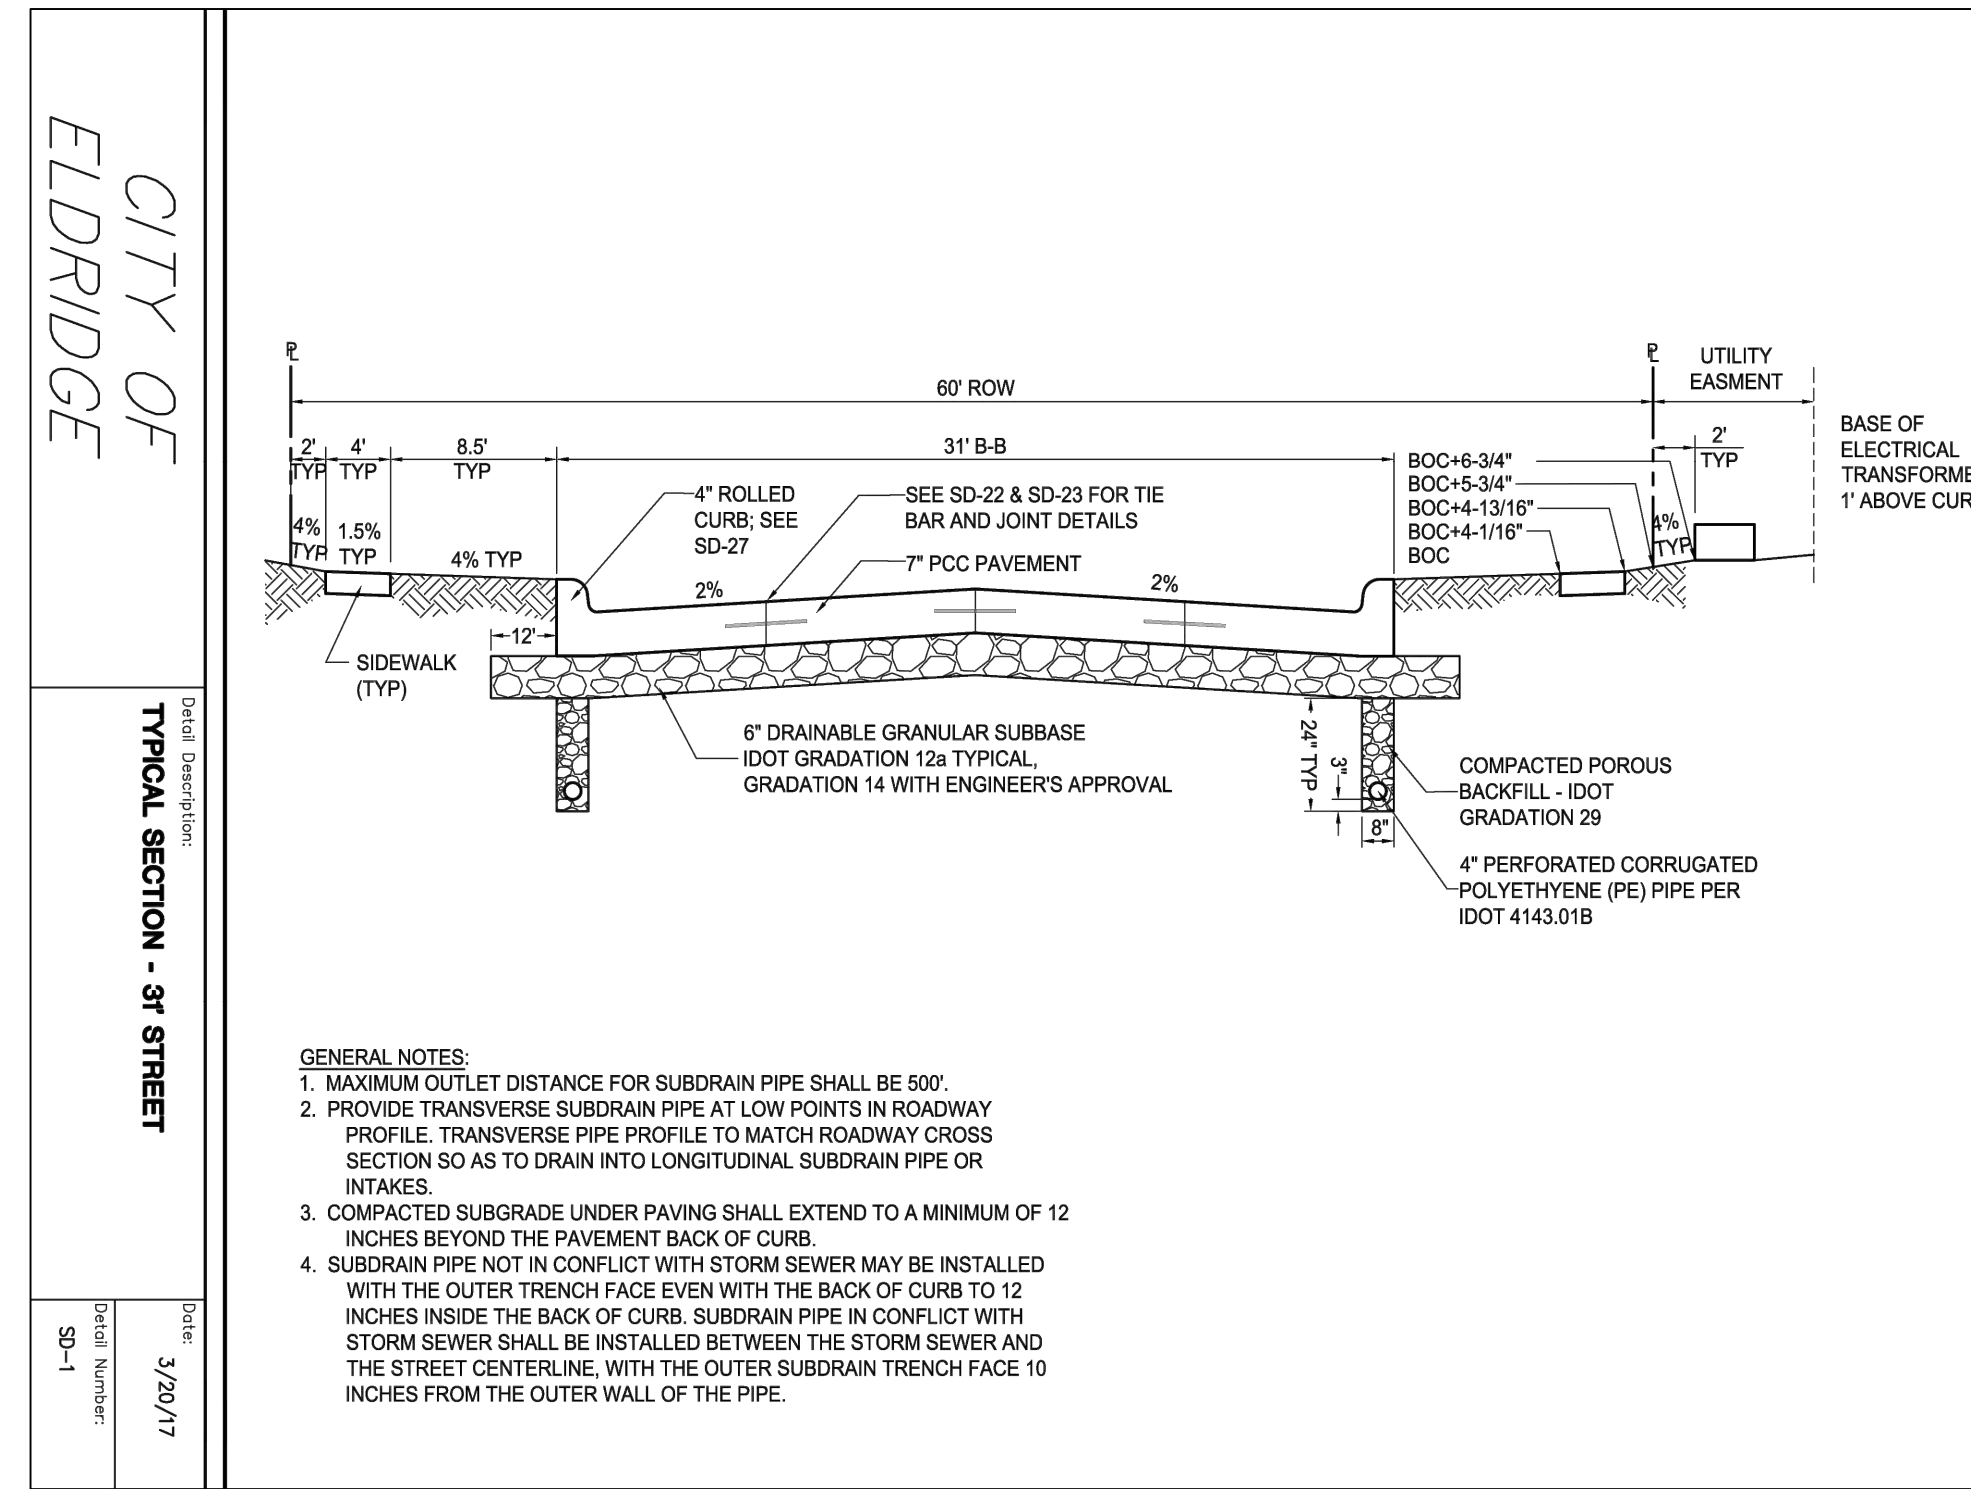 CITY OF
ELDRIDGE
Detail Description:
TYPICAL SECTION - 31' STREET
Date:
3/20/17
Detail Number:
SD-1
PL
PL
UTILITY
EASMENT
60' ROW
2'
TYP
4'
TYP
8.5'
TYP
31' B-B
2'
TYP
BASE OF
ELECTRICAL
TRANSFORME
1' ABOVE CUR
BOC+6-3/4"
BOC+5-3/4"
BOC+4-13/16"
BOC+4-1/16"
BOC
4" ROLLED
CURB; SEE
SD-27
SEE SD-22 & SD-23 FOR TIE
BAR AND JOINT DETAILS
7" PCC PAVEMENT
4%
TYP
1.5%
TYP
4% TYP
2%
2%
4%
TYP
12'
SIDEWALK
(TYP)
6" DRAINABLE GRANULAR SUBBASE
IDOT GRADATION 12a TYPICAL,
GRADATION 14 WITH ENGINEER'S APPROVAL
24" TYP
3"
8"
COMPACTED POROUS
BACKFILL - IDOT
GRADATION 29
4" PERFORATED CORRUGATED
POLYETHYENE (PE) PIPE PER
IDOT 4143.01B
GENERAL NOTES:
1. MAXIMUM OUTLET DISTANCE FOR SUBDRAIN PIPE SHALL BE 500'.
2. PROVIDE TRANSVERSE SUBDRAIN PIPE AT LOW POINTS IN ROADWAY
PROFILE. TRANSVERSE PIPE PROFILE TO MATCH ROADWAY CROSS
SECTION SO AS TO DRAIN INTO LONGITUDINAL SUBDRAIN PIPE OR
INTAKES.
3. COMPACTED SUBGRADE UNDER PAVING SHALL EXTEND TO A MINIMUM OF 12
INCHES BEYOND THE PAVEMENT BACK OF CURB.
4. SUBDRAIN PIPE NOT IN CONFLICT WITH STORM SEWER MAY BE INSTALLED
WITH THE OUTER TRENCH FACE EVEN WITH THE BACK OF CURB TO 12
INCHES INSIDE THE BACK OF CURB. SUBDRAIN PIPE IN CONFLICT WITH
STORM SEWER SHALL BE INSTALLED BETWEEN THE STORM SEWER AND
THE STREET CENTERLINE, WITH THE OUTER SUBDRAIN TRENCH FACE 10
INCHES FROM THE OUTER WALL OF THE PIPE.